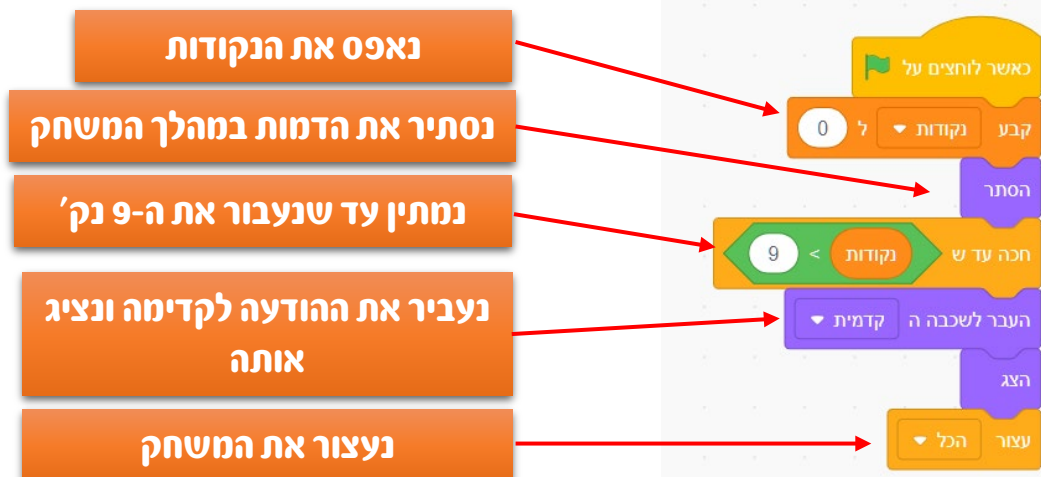 נאפס את הנקודות
נסתיר את הדמות במהלך המשחק
נמתין עד שנעבור את ה-9 נק'
נעביר את ההודעה לקדימה ונציג
אותה
נעצור את המשחק
כאשר לוחצים על
קבע נקודות ל 0
הסתר
חכה עד ש נקודות > 9
העבר לשכבה ה קדמית
הצג
עצור הכל